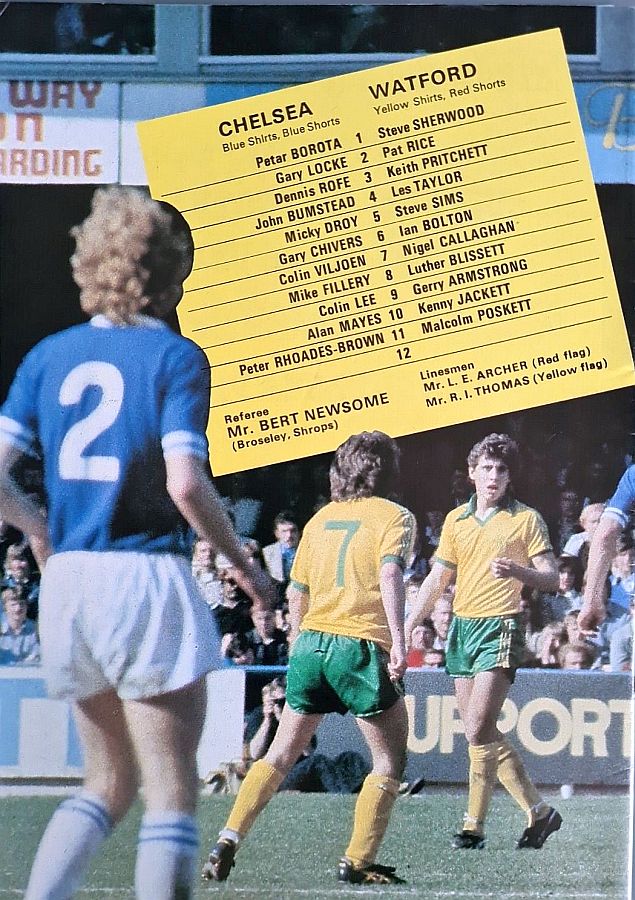 WAY
ARDING
CHELSEA
Blue Shirts, Blue Shorts
WATFORD
Yellow Shirts, Red Shorts
Petar BOROTA 1 Steve SHERWOOD
Gary LOCKE 2 Pat RICE
Dennis ROFE 3 Keith PRITCHETT
John BUMSTEAD 4 Les TAYLOR
Micky DROY 5 Steve SIMS
Gary CHIVERS 6 Ian BOLTON
Colin VILJOEN 7 Nigel CALLAGHAN
Mike FILLERY 8 Luther BLISSETT
Colin LEE 9 Gerry ARMSTRONG
Alan MAYES 10 Kenny JACKETT
Peter RHOADES-BROWN 11 Malcolm POSKETT
12
Referee
Mr. BERT NEWSOME
(Broseley, Shrops)
Linesmen
Mr. L. E. ARCHER (Red flag)
Mr. R. I. THOMAS (Yellow flag)
2
7
UPPORT